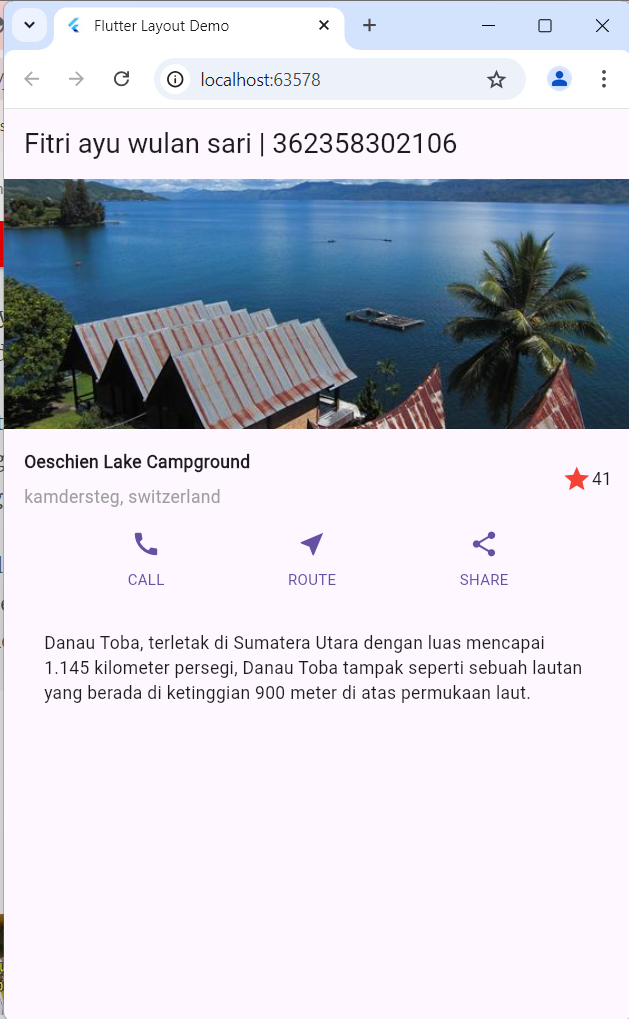 Flutter Layout Demo
localhost:63578
Fitri ayu wulan sari | 362358302106
Oeschien Lake Campground
41
kamdersteg, switzerland
CALL
ROUTE
SHARE
Danau Toba, terletak di Sumatera Utara dengan luas mencapai
1.145 kilometer persegi, Danau Toba tampak seperti sebuah lautan
yang berada di ketinggian 900 meter di atas permukaan laut.